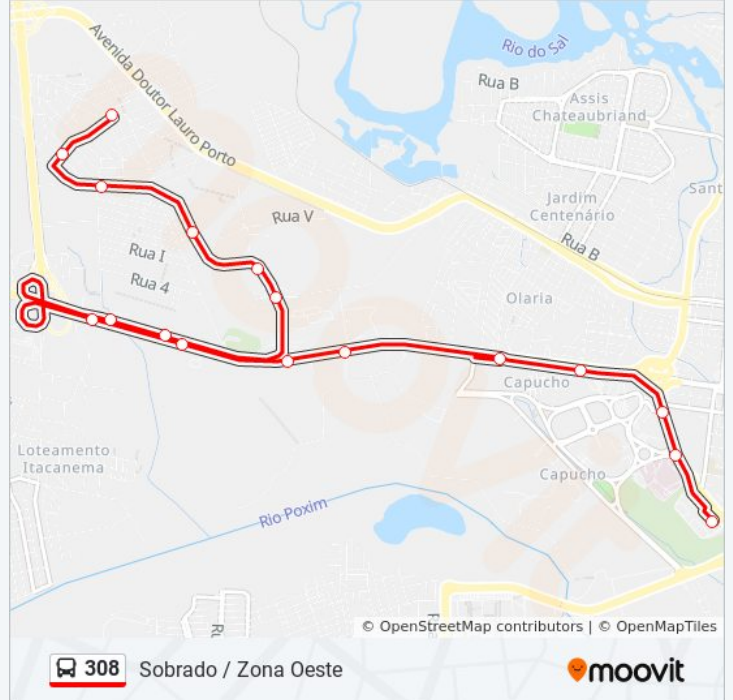 Avenida Doutor Lauro Porto
Rio do Sal
Rua B
Assis
Chateaubriand
Jardim
Centenário
Sant
Rua V
Rua B
Rua I
Rua 4
Olaria
Capucho
Loteamento
Itacanema
Capucho
Rio Poxim
© OpenStreetMap contributors | © OpenMapTiles
308 Sobrado / Zona Oeste
moovit